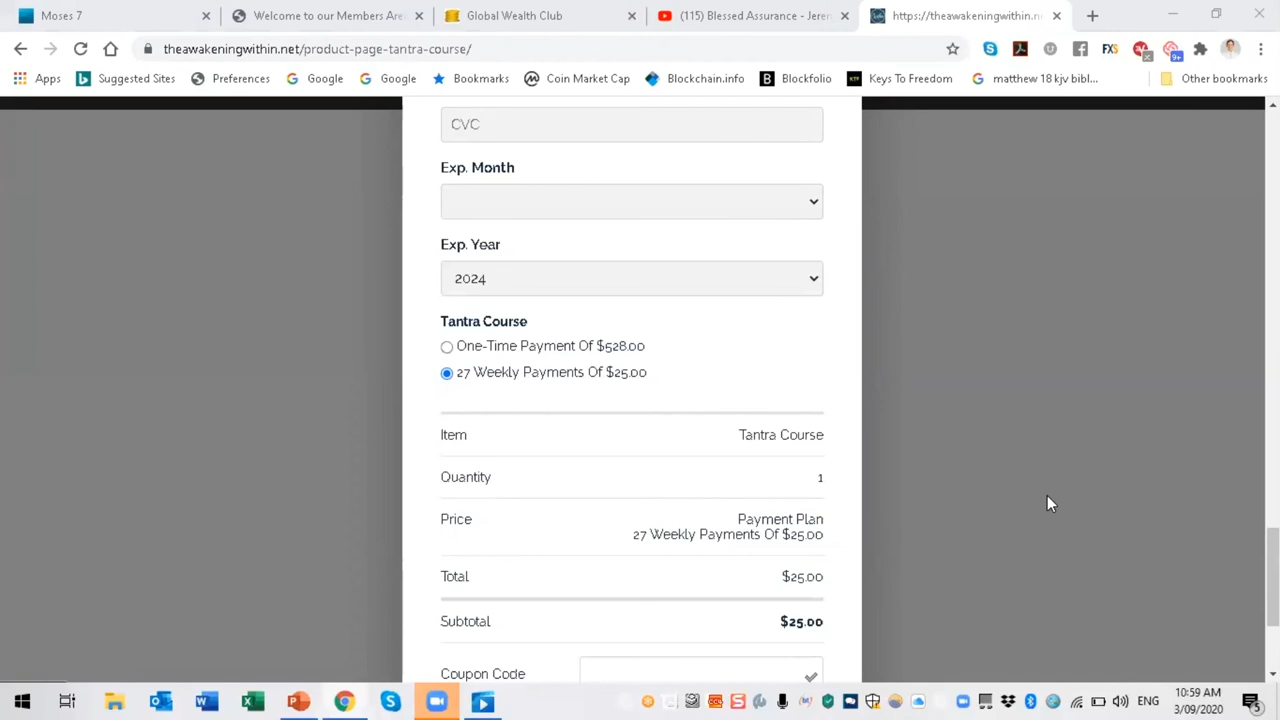 Moses 7
Welcome to our Members Are
Global Wealth Club
(115) Blessed Assurance - Jeren
https://theawakeningwithin.ne
theawakeningwithin.net/product-page-tantra-course/
Apps
Suggested Sites
Preferences
Google
Google
Bookmarks
Coin Market Cap
Blockchain.info
Blockfolio
Keys To Freedom
matthew 18 kjv bibl...
Other bookmarks
CVC
Exp. Month
Exp. Year
2024
Tantra Course
One-Time Payment Of $528.00
27 Weekly Payments Of $25.00
Item Tantra Course
Quantity 1
Price Payment Plan
27 Weekly Payments Of $25.00
Total $25.00
Subtotal $25.00
Coupon Code
ENG
10:59 AM
3/09/2020
5